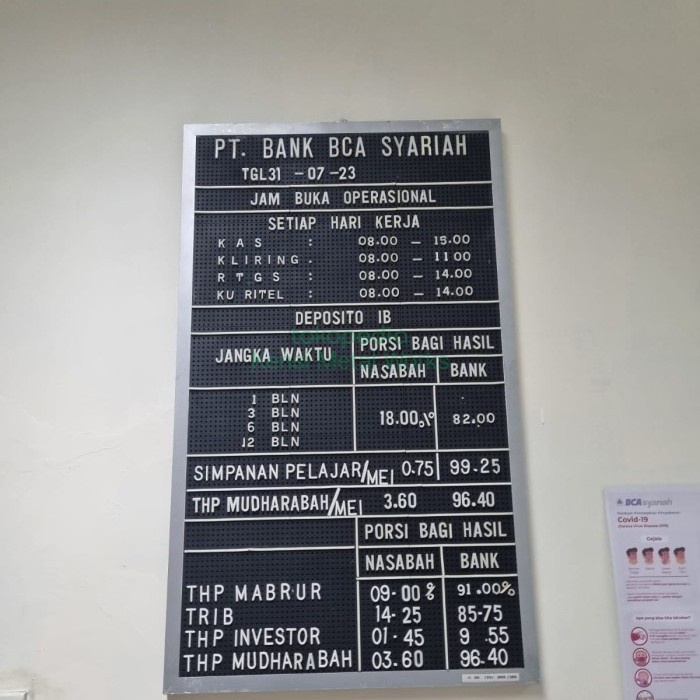 PT. BANK BCA SYARIAH
TGL31 -07-23
JAM BUKA OPERASIONAL
SETIAP HARI KERJA
KAS : 08.00 – 15.00
KLIRING . 08.00 – 11 00
RTGS : 08.00 – 14.00
KU RITEL : 08.00 – 14.00
DEPOSITO IB
tokopedia
JANGKA WAKTU
PORSI BAGI HASIL
NASABAH BANK
1 BLN
3 BLN
6 BLN
12 BLN
18.00% 82.00
SIMPANAN PELAJAR/MEI 0.75 99-25
THP MUDHARABAH/MEI 3.60 96.40
PORSI BAGI HASIL
NASABAH BANK
THP MABRUR 09-00% 91.00%
TRIB 14-25 85-75
THP INVESTOR 01-45 9 .55
THP MUDHARABAH 03.60 96-40
BCA syariah
Covid-19
Gejala